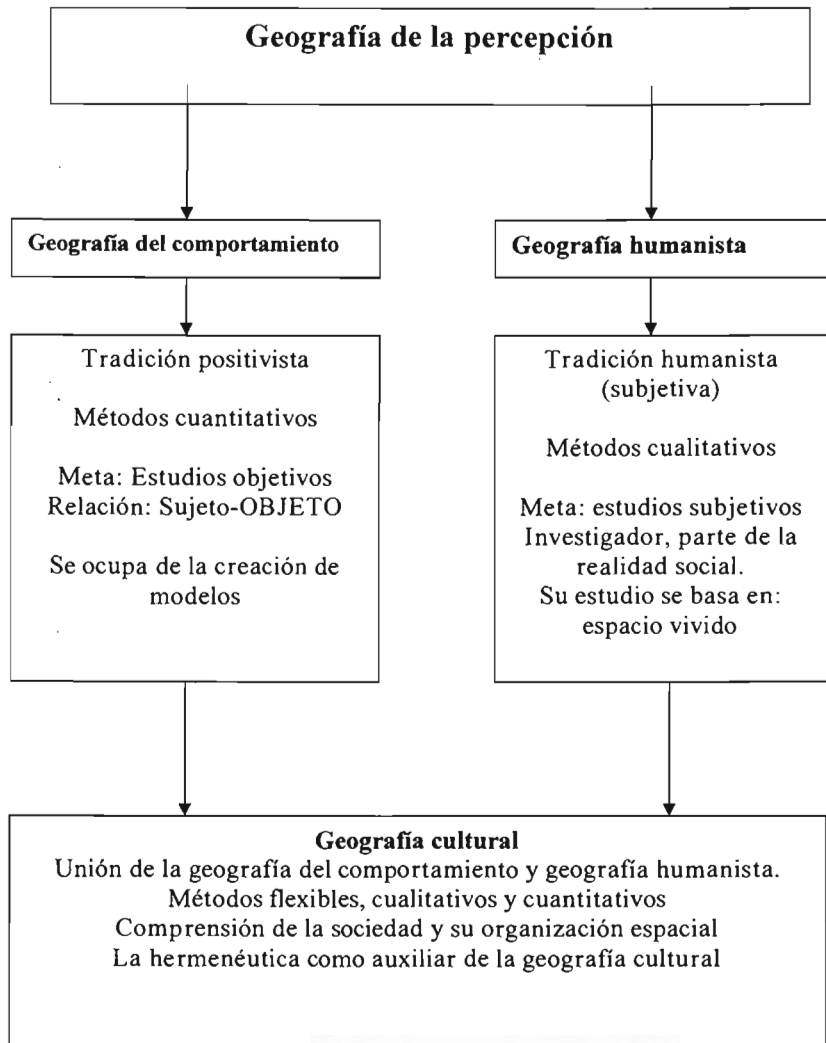 Geografía de la percepción
Geografía del comportamiento
Geografía humanista
Tradición positivista
Métodos cuantitativos
Meta: Estudios objetivos
Relación: Sujeto-OBJETO
Se ocupa de la creación de
modelos
Tradición humanista
(subjetiva)
Métodos cualitativos
Meta: estudios subjetivos
Investigador, parte de la
realidad social.
Su estudio se basa en:
espacio vivido
Geografía cultural
Unión de la geografía del comportamiento y geografía humanista.
Métodos flexibles, cualitativos y cuantitativos
Comprensión de la sociedad y su organización espacial
La hermenéutica como auxiliar de la geografía cultural